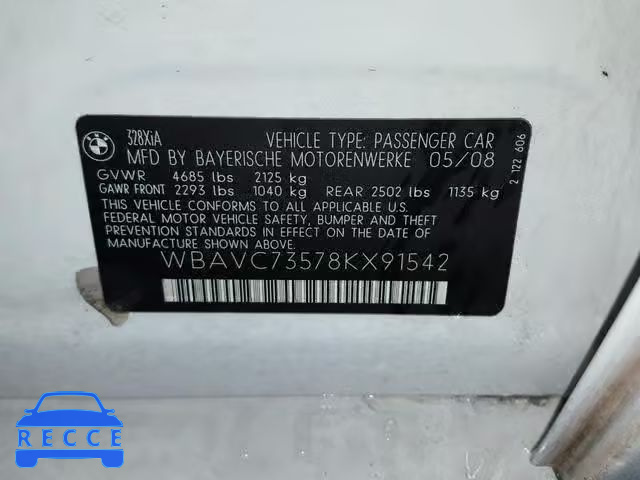 BMW
328XiA
VEHICLE TYPE: PASSENGER CAR
MFD BY BAYERISCHE MOTORENWERKE 05/08
GVWR 4685 lbs 2125 kg
GAWR FRONT 2293 lbs 1040 kg REAR 2502 lbs 1135 kg
THIS VEHICLE CONFORMS TO ALL APPLICABLE U.S.
FEDERAL MOTOR VEHICLE SAFETY, BUMPER AND THEFT
PREVENTION STANDARDS IN EFFECT ON THE DATE OF
MANUFACTURE SHOWN ABOVE.
WBAVC73578KX91542
2 122 606
RECCE